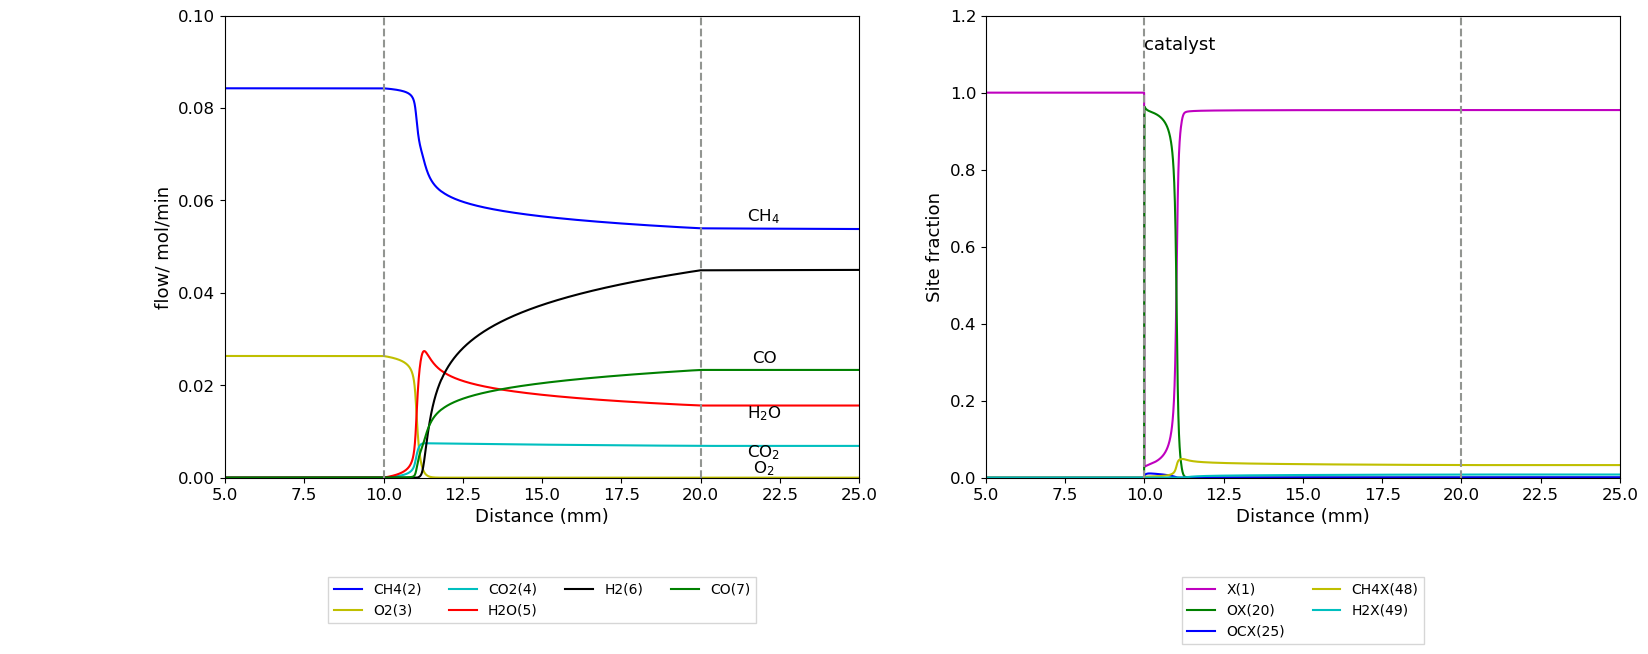 0.10
0.08
0.06
0.04
0.02
0.00
flow/ mol/min
CH₄
CO
H₂O
CO₂
O₂
5.0 7.5 10.0 12.5 15.0 17.5 20.0 22.5 25.0
Distance (mm)
CH4(2) CO2(4) H2(6) CO(7)
O2(3) H2O(5)
1.2
1.0
0.8
0.6
0.4
0.2
0.0
Site fraction
catalyst
5.0 7.5 10.0 12.5 15.0 17.5 20.0 22.5 25.0
Distance (mm)
X(1) CH4X(48)
OX(20) H2X(49)
OCX(25)